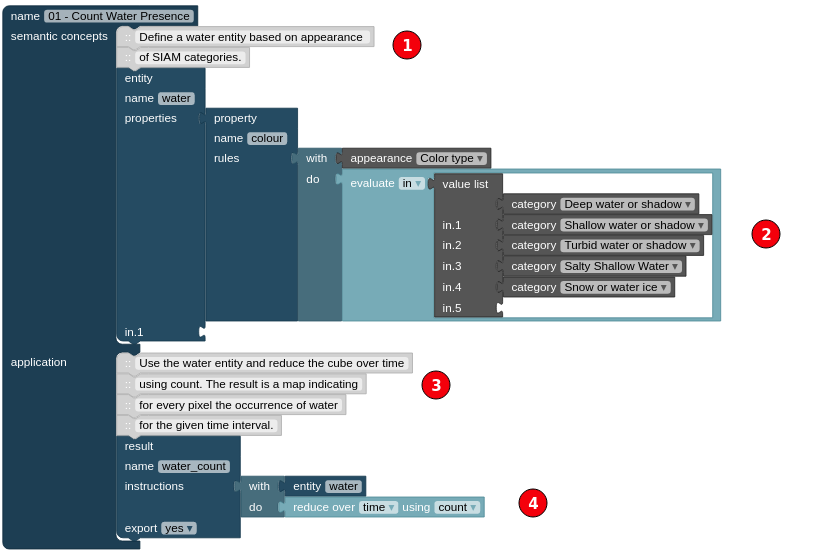 name 01 - Count Water Presence
semantic concepts Define a water entity based on appearance
of SIAM categories.
1
entity
name water
properties property
name colour
rules with appearance Color type ▾
do evaluate in ▾ value list
category Deep water or shadow ▾
in.1 category Shallow water or shadow ▾
2
in.2 category Turbid water or shadow ▾
in.3 category Salty Shallow Water ▾
in.4 category Snow or water ice ▾
in.5
in.1
application Use the water entity and reduce the cube over time
using count. The result is a map indicating
3
for every pixel the occurrence of water
for the given time interval.
result
name water_count
instructions with entity water
do reduce over time ▾ using count ▾
4
export yes ▾